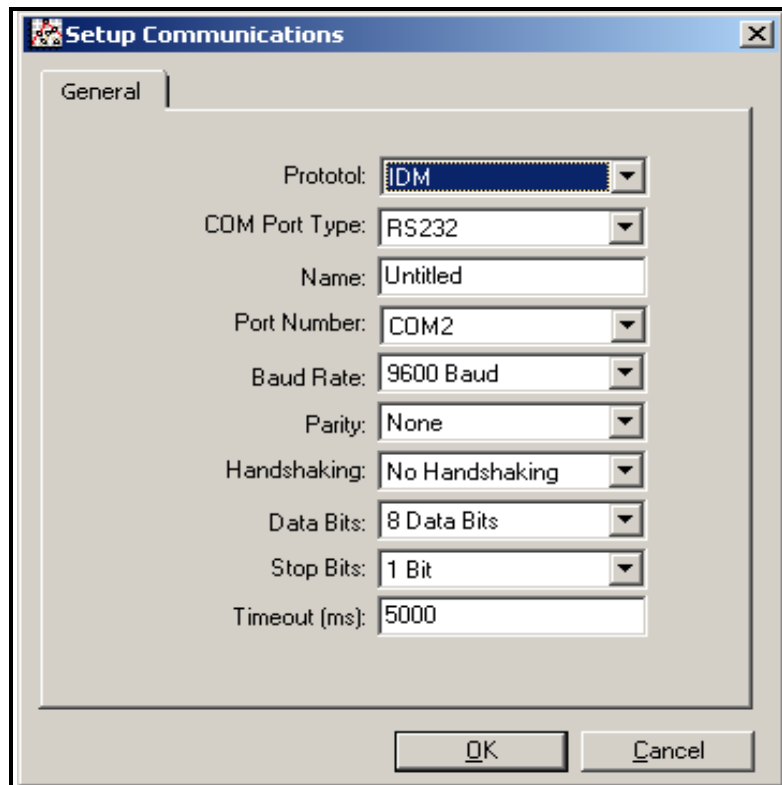 Setup Communications
General
Prototol: IDM
COM Port Type: RS232
Name: Untitled
Port Number: COM2
Baud Rate: 9600 Baud
Parity: None
Handshaking: No Handshaking
Data Bits: 8 Data Bits
Stop Bits: 1 Bit
Timeout (ms): 5000
OK Cancel